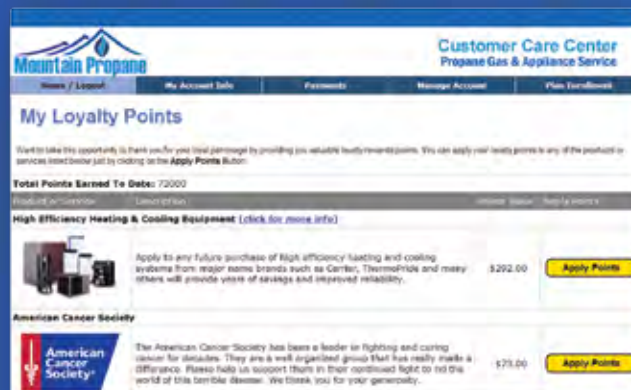 Mountain Propane
Customer Care Center
Propane Gas & Appliance Service
Home / Logout My Account Info Payments Manage Account Plan Enrollment
My Loyalty Points
Want to take this opportunity to thank you for your loyal patronage by providing you valuable loyalty rewards points. You can apply your loyalty points to any of the products or
services listed below just by clicking on the Apply Points Button
Total Points Earned To Date: 72000
Product or Service Description Apply Points
High Efficiency Heating & Cooling Equipment (click for more info)
Apply to any future purchase of high efficiency heating and cooling
systems from major name brands such as Carrier, ThermoPride and many
others will provide years of savings and improved reliability.
$202.00
Apply Points
American Cancer Society
American
Cancer
Society
The American Cancer Society has been a leader in fighting and curing
cancer for decades. They are a well organized group that has really made a
difference. Please help us support them in their continued fight to rid the
world of this terrible disease. We thank you for your generosity.
$75.00
Apply Points